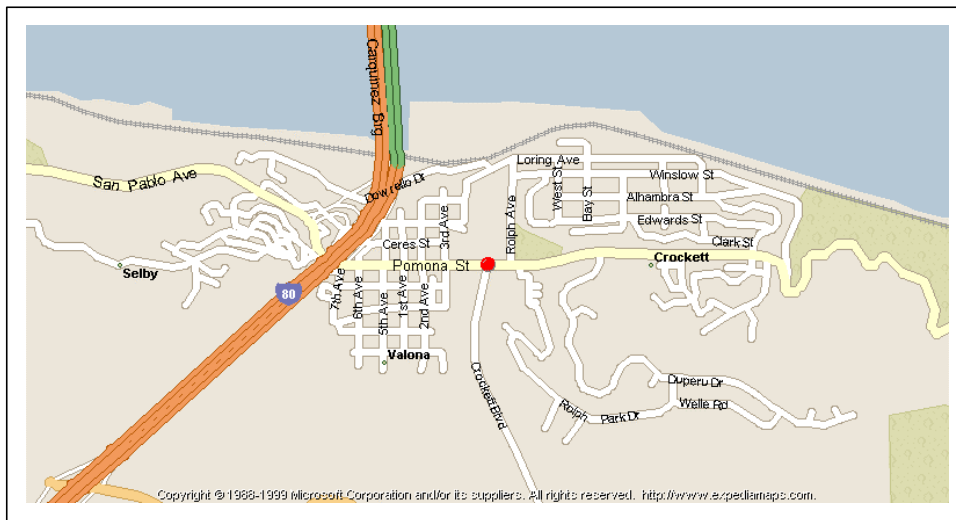 Carquinez Brg
San Pablo Ave
Loring Ave
Winslow St
West St
Bay St
Alhambra St
Edwards St
Clark St
Rolph Ave
3rd Ave
Ceres St
Selby
Pomona St
Crockett
80
7th Ave
6th Ave
5th Ave
1st Ave
2nd Ave
Valona
Crockett Blvd
Duperu Dr
Welle Rd
Rolph Park Dr
Copyright © 1988-1999 Microsoft Corporation and/or its suppliers. All rights reserved. http://www.expediamaps.com.